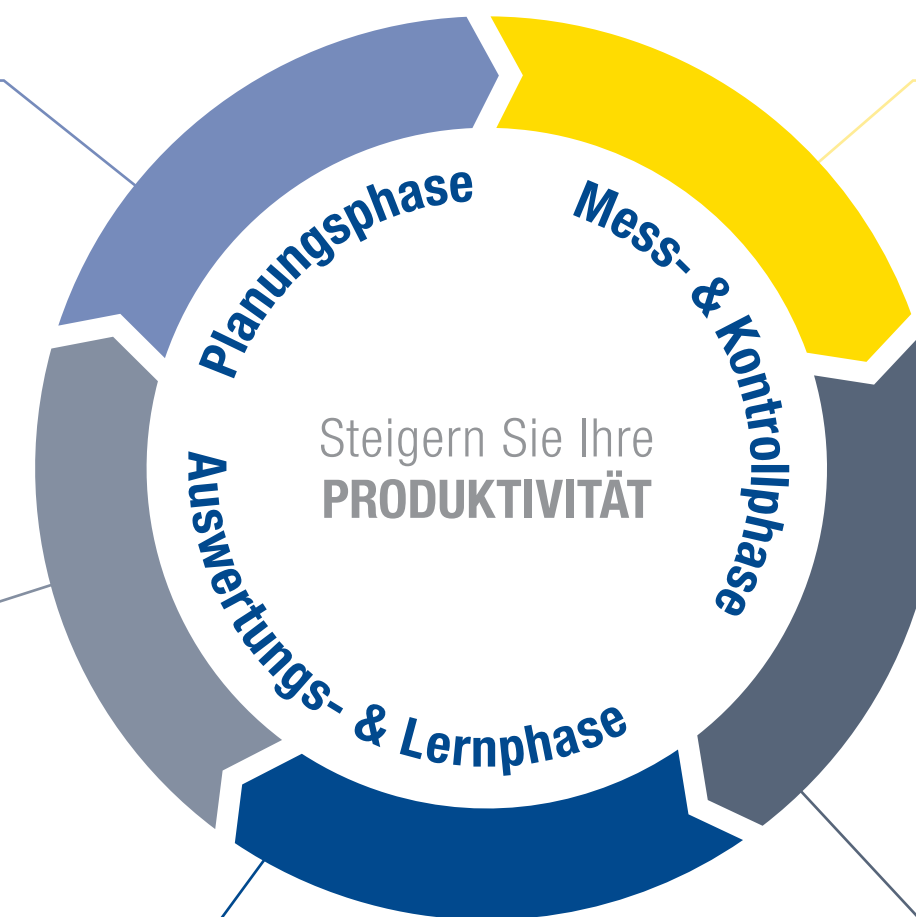 Planungsphase
Mess- & Kontrollphase
Steigern Sie Ihre
PRODUKTIVITÄT
Auswertungs- & Lernphase